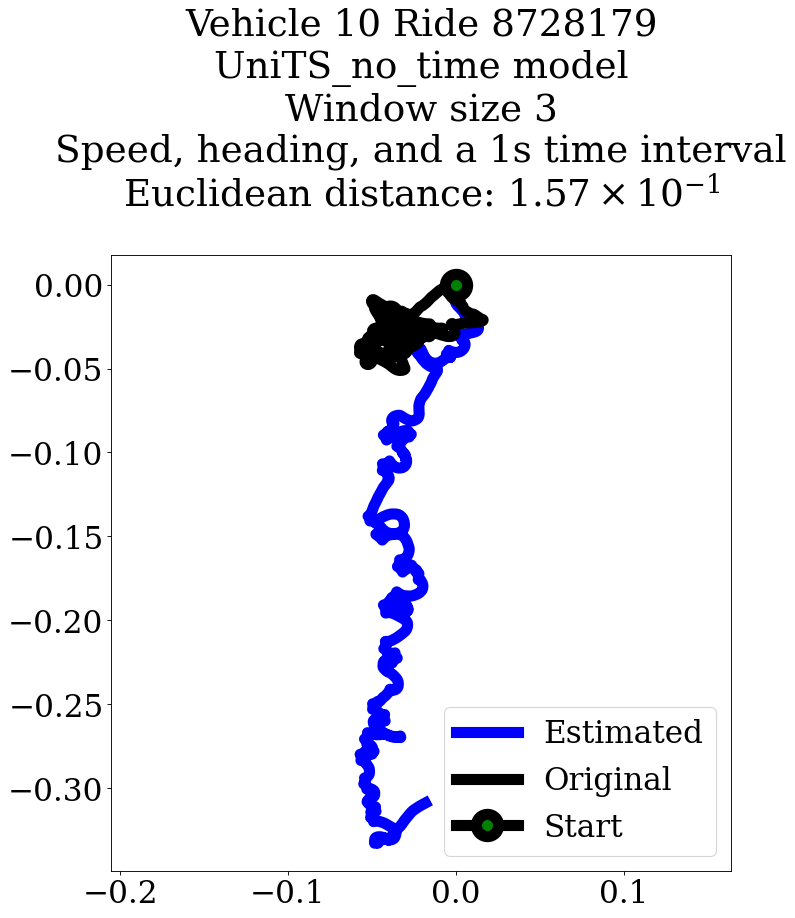 Vehicle 10 Ride 8728179
UniTS_no_time model
Window size 3
Speed, heading, and a 1s time interval
Euclidean distance: 1.57 × 10⁻¹
0.00
−0.05
−0.10
−0.15
−0.20
−0.25
−0.30
Estimated
Original
Start
−0.2 −0.1 0.0 0.1